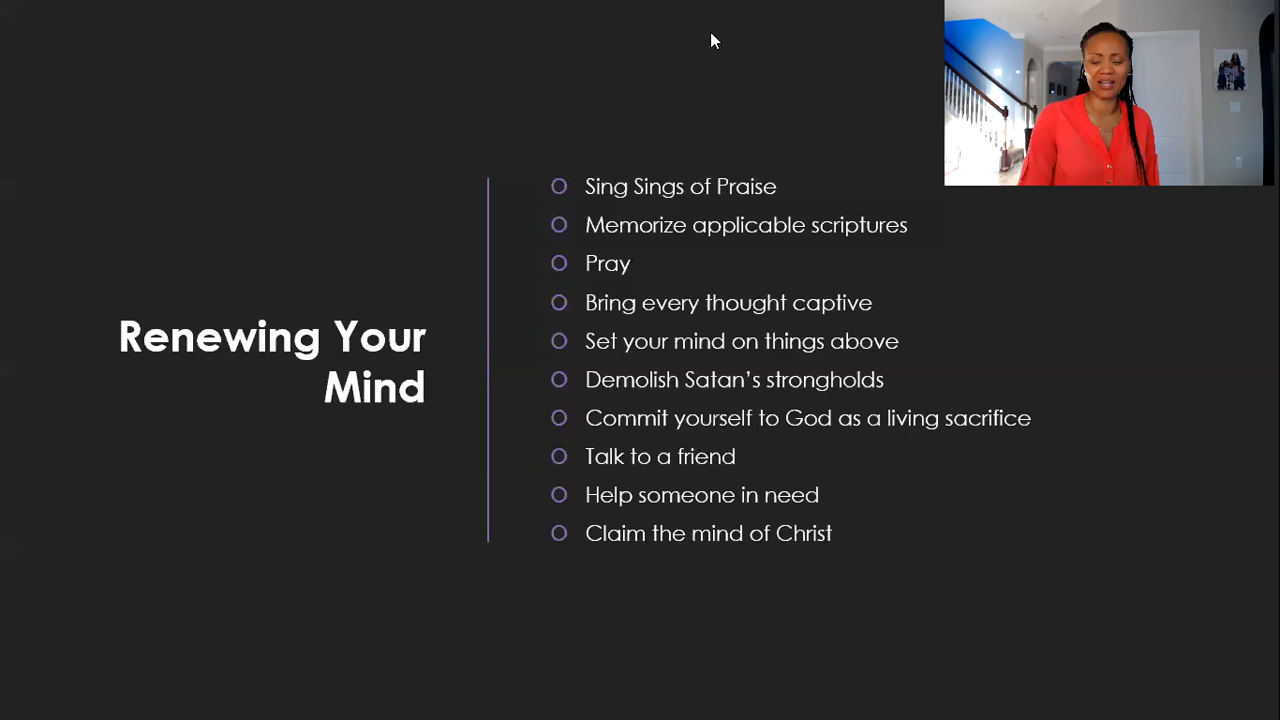 Renewing Your
Mind
Sing Sings of Praise
Memorize applicable scriptures
Pray
Bring every thought captive
Set your mind on things above
Demolish Satan's strongholds
Commit yourself to God as a living sacrifice
Talk to a friend
Help someone in need
Claim the mind of Christ